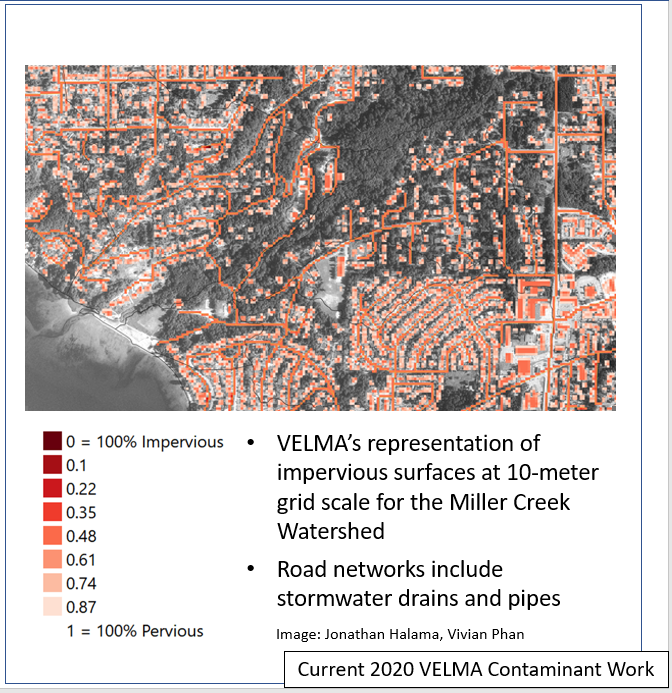 0 = 100% Impervious
0.1
0.22
0.35
0.48
0.61
0.74
0.87
1 = 100% Pervious
• VELMA’s representation of
impervious surfaces at 10-meter
grid scale for the Miller Creek
Watershed
• Road networks include
stormwater drains and pipes
Image: Jonathan Halama, Vivian Phan
Current 2020 VELMA Contaminant Work